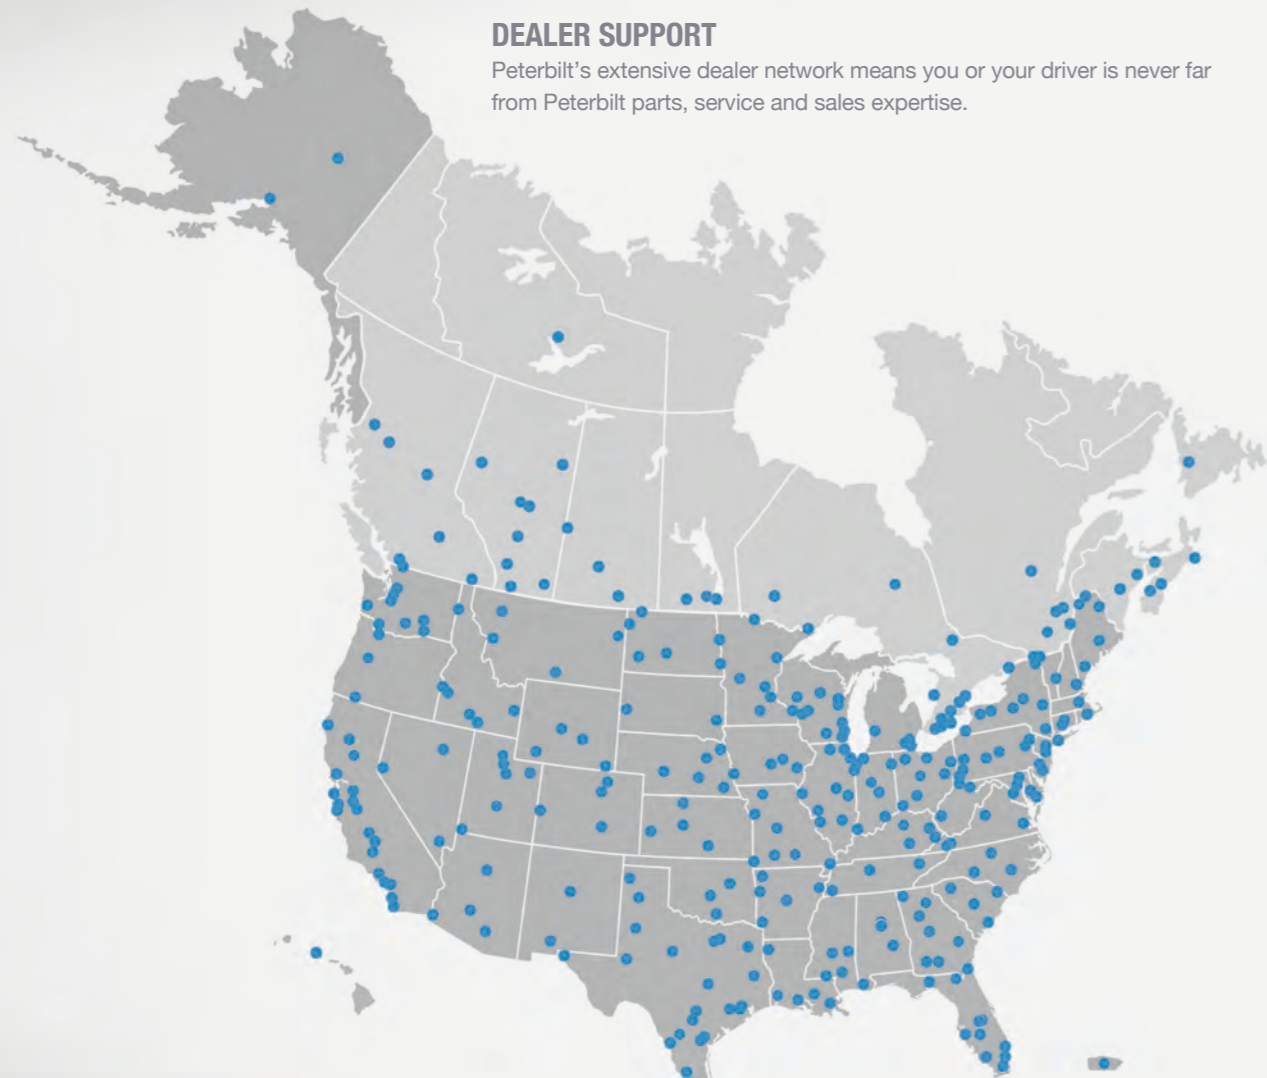 DEALER SUPPORT
Peterbilt’s extensive dealer network means you or your driver is never far
from Peterbilt parts, service and sales expertise.